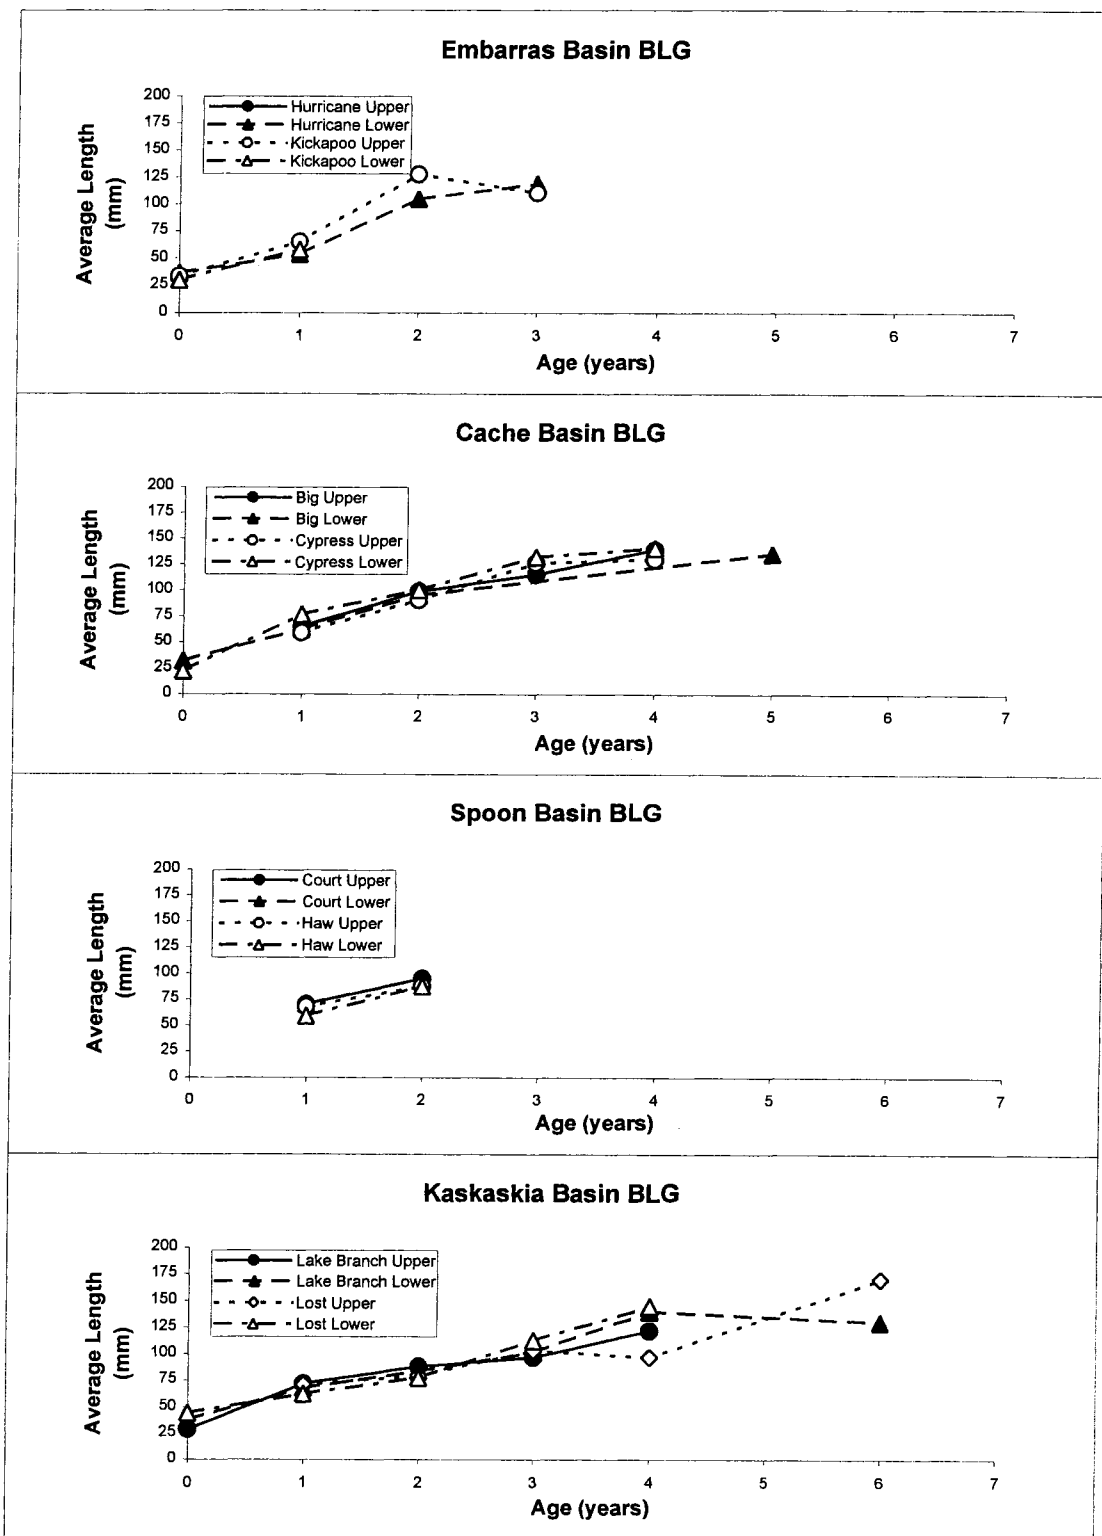 Embarras Basin BLG
Average Length
(mm)
200
175
150
125
100
75
50
25
0
Hurricane Upper
Hurricane Lower
Kickapoo Upper
Kickapoo Lower
0 1 2 3 4 5 6 7
Age (years)
Cache Basin BLG
Average Length
(mm)
200
175
150
125
100
75
50
25
0
Big Upper
Big Lower
Cypress Upper
Cypress Lower
0 1 2 3 4 5 6 7
Age (years)
Spoon Basin BLG
Average Length
(mm)
200
175
150
125
100
75
50
25
0
Court Upper
Court Lower
Haw Upper
Haw Lower
0 1 2 3 4 5 6 7
Age (years)
Kaskaskia Basin BLG
Average Length
(mm)
200
175
150
125
100
75
50
25
0
Lake Branch Upper
Lake Branch Lower
Lost Upper
Lost Lower
0 1 2 3 4 5 6 7
Age (years)